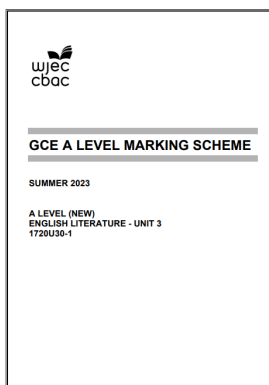 wjec
cbac
GCE A LEVEL MARKING SCHEME
SUMMER 2023
A LEVEL (NEW)
ENGLISH LITERATURE - UNIT 3
1720U30-1